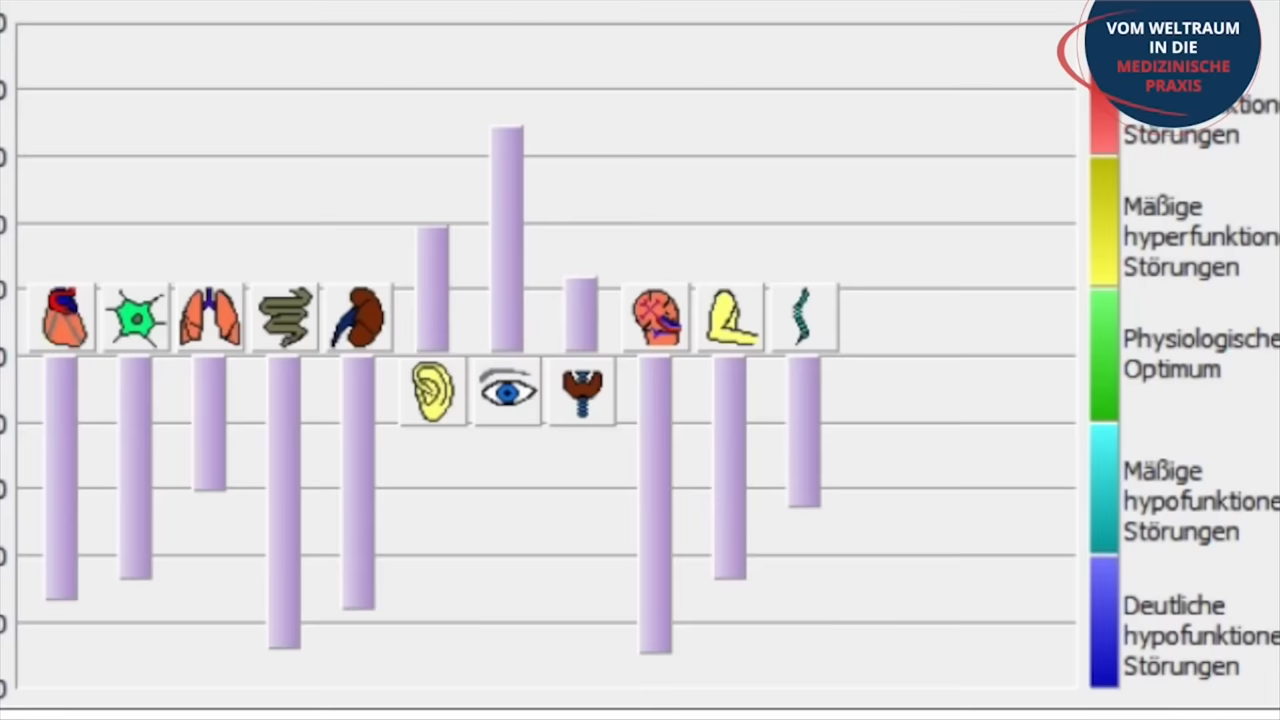 VOM WELTRAUM
IN DIE
MEDIZINISCHE
PRAXIS
Störungen
Mäßige
hyperfunktion
Störungen
Physiologische
Optimum
Mäßige
hypofunktione
Störungen
Deutliche
hypofunktione
Störungen